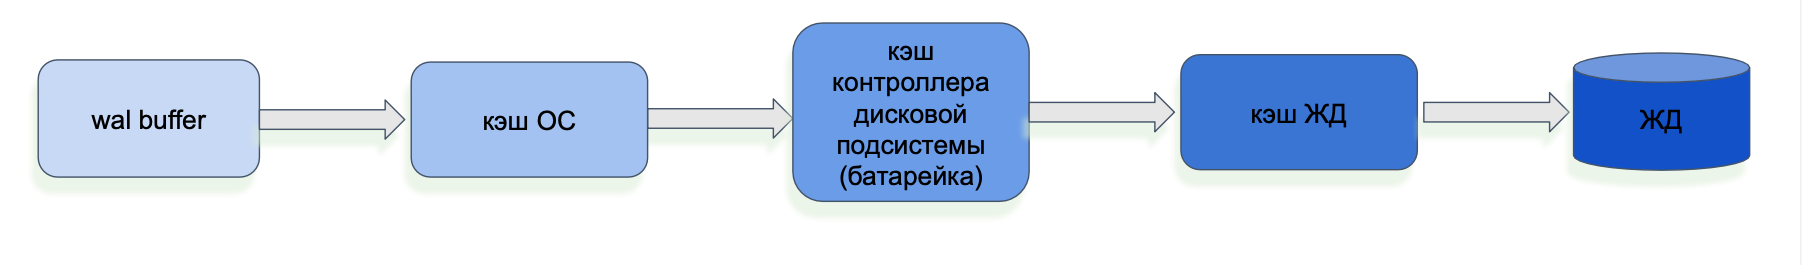 wal buffer
кэш ОС
кэш
контроллера
дисковой
подсистемы
(батарейка)
кэш ЖД
ЖД